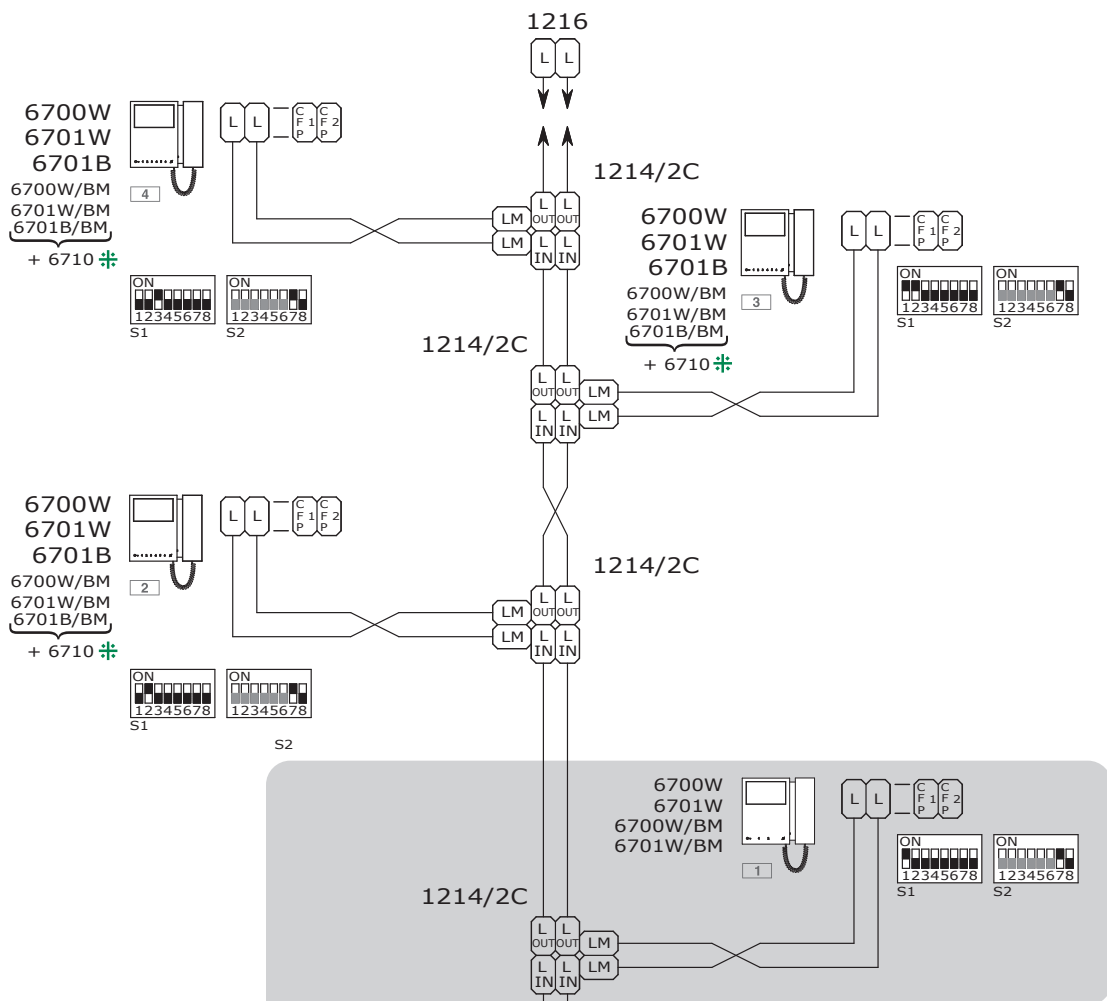 1216
L L
6700W
6701W
6701B
6700W/BM
6701W/BM
6701B/BM
+ 6710
4
L L
CFP 1 CFP 2
ON
12345678
S1
ON
12345678
S2
1214/2C
LM
LM
L OUT L OUT
L IN L IN
6700W
6701W
6701B
6700W/BM
6701W/BM
6701B/BM
+ 6710
3
L L
CFP 1 CFP 2
ON
12345678
S1
ON
12345678
S2
1214/2C
L OUT L OUT
L IN L IN
LM
LM
6700W
6701W
6701B
6700W/BM
6701W/BM
6701B/BM
+ 6710
2
L L
CFP 1 CFP 2
ON
12345678
S1
ON
12345678
S2
S2
1214/2C
LM
LM
L OUT L OUT
L IN L IN
6700W
6701W
6700W/BM
6701W/BM
1
L L
CFP 1 CFP 2
ON
12345678
S1
ON
12345678
S2
1214/2C
L OUT L OUT
L IN L IN
LM
LM